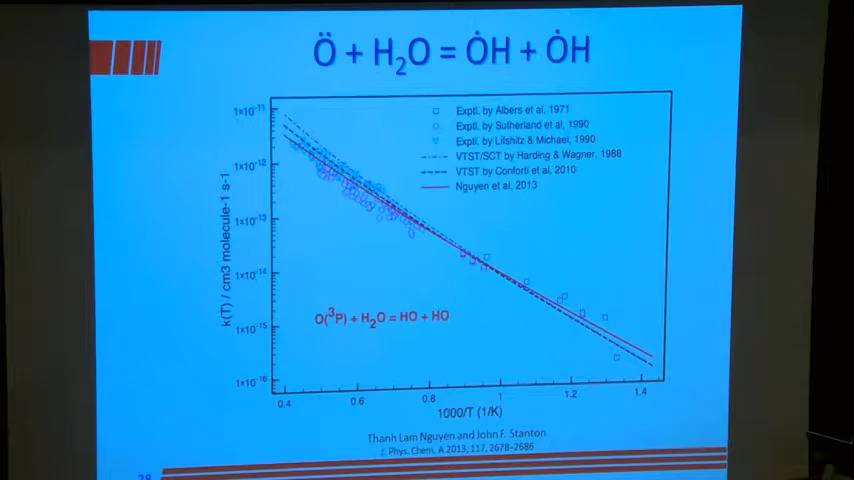 Ö + H₂O = ȮH + ȮH
1x10⁻¹¹
1x10⁻¹²
1x10⁻¹³
1x10⁻¹⁴
1x10⁻¹⁵
1x10⁻¹⁶
k(T) / cm3 molecule-1 s-1
Exptl. by Albers et al, 1971
Exptl. by Sutherland et al, 1990
Exptl. by Lifshitz & Michael, 1990
VTST/SCT by Harding & Wagner, 1988
VTST by Conforti et al, 2010
Nguyen et al, 2013
O(³P) + H₂O = HO + HO
0.4 0.6 0.8 1 1.2 1.4
1000/T (1/K)
Thanh Lam Nguyen and John F. Stanton
J. Phys. Chem. A 2013, 117, 2678–2686